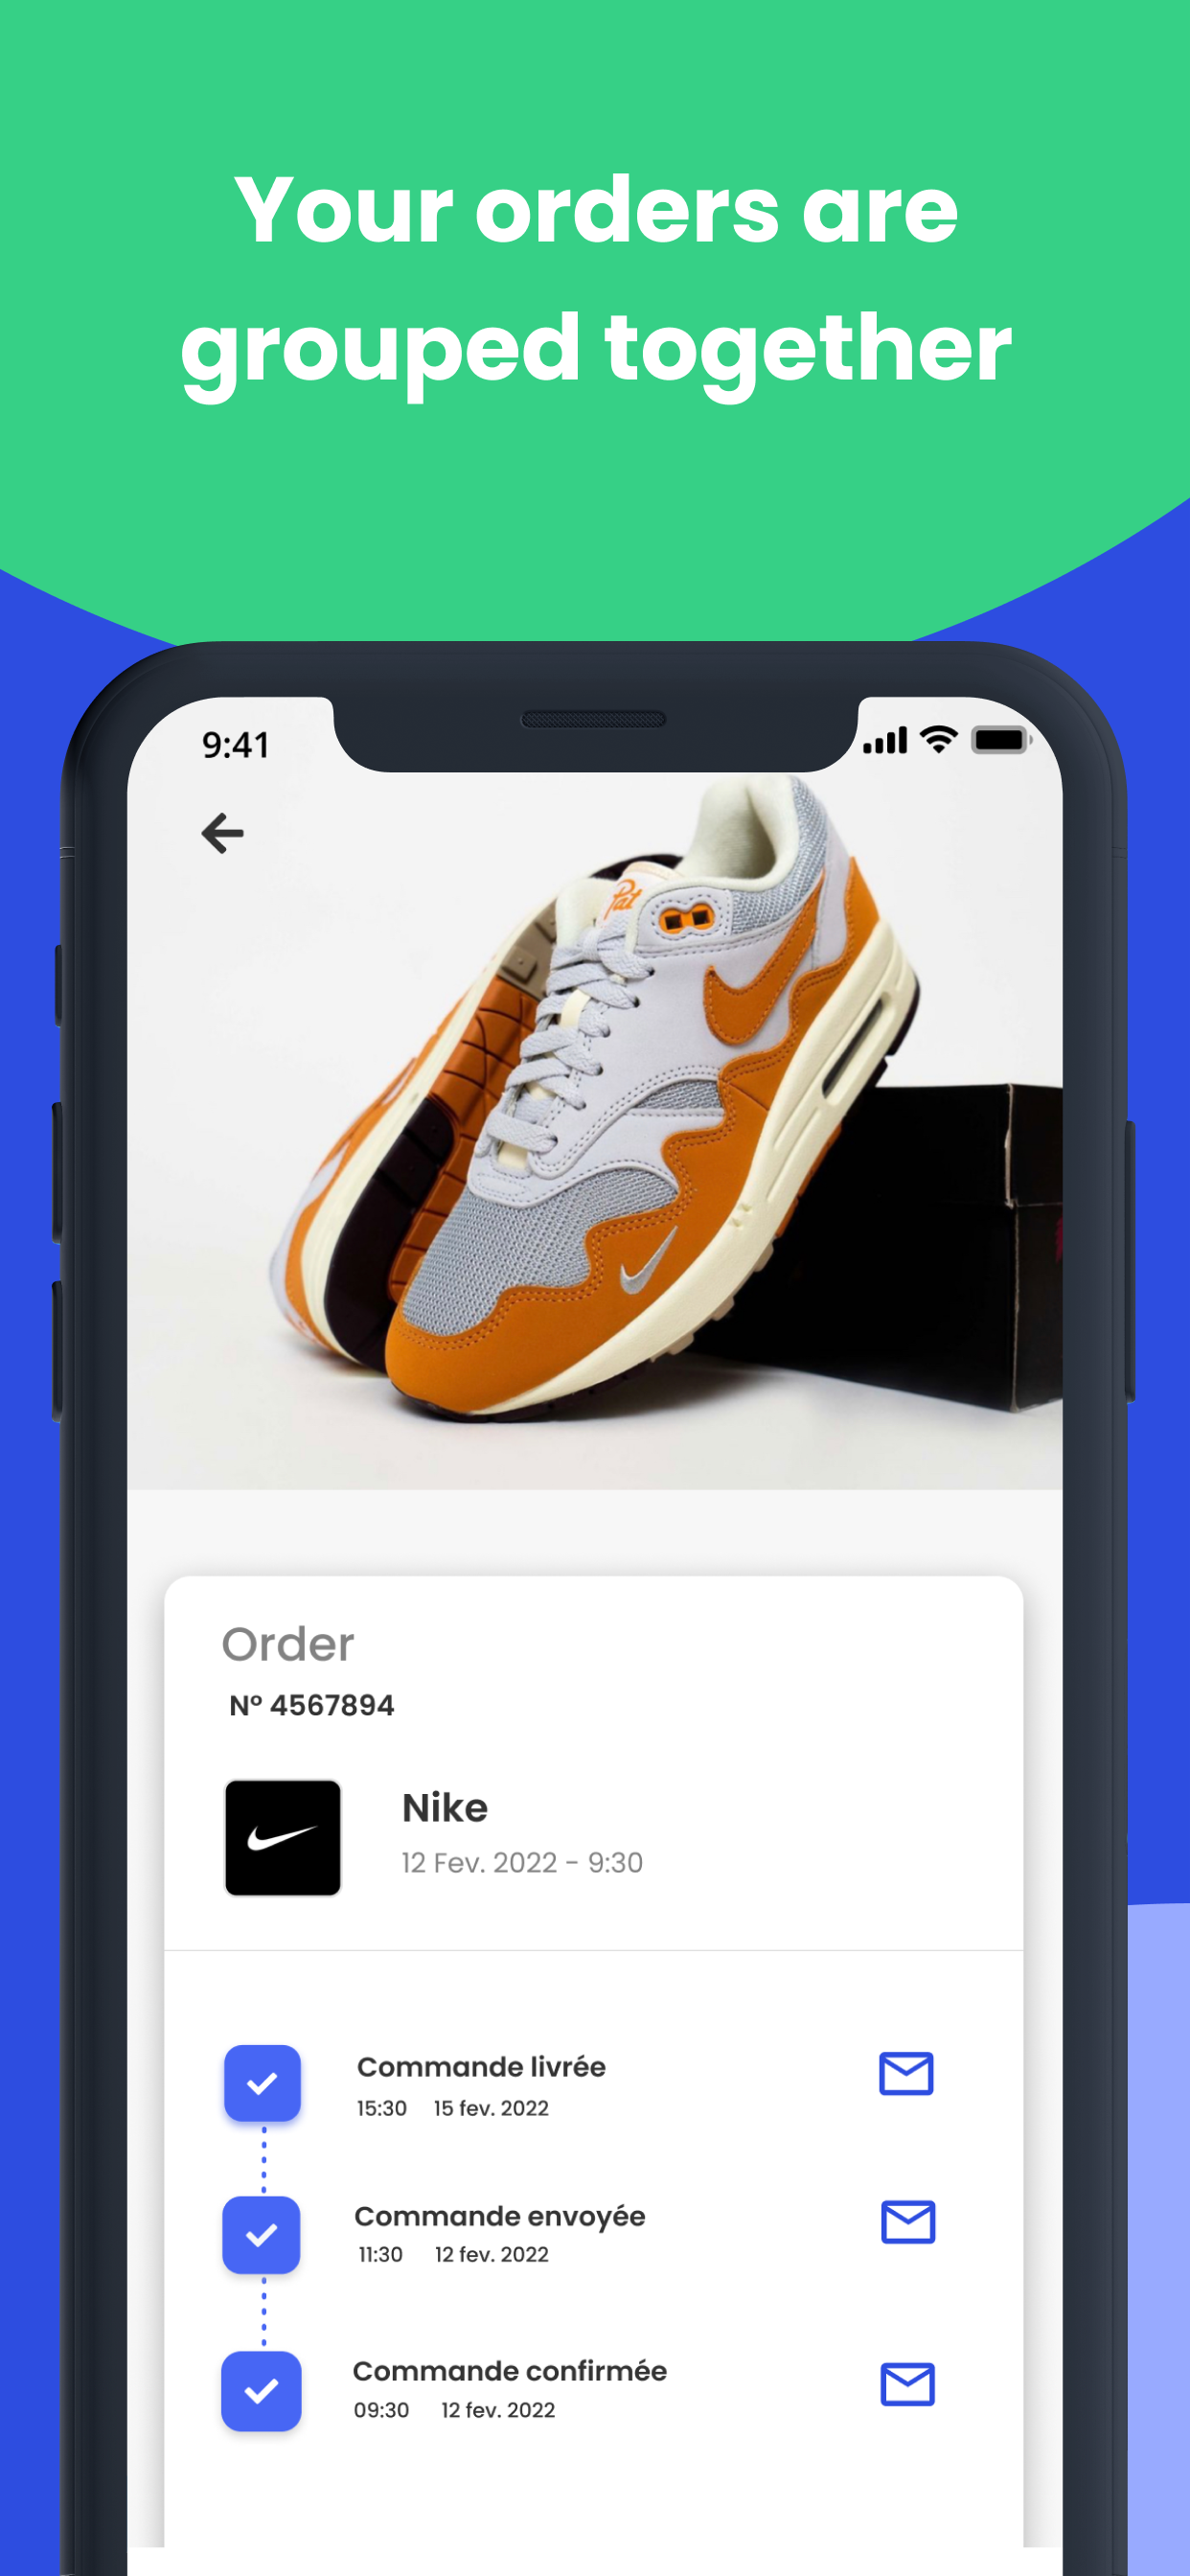 Your orders are
grouped together
9:41
Pat
Order
N° 4567894
Nike
12 Fev. 2022 - 9:30
Commande livrée
15:30 15 fev. 2022
Commande envoyée
11:30 12 fev. 2022
Commande confirmée
09:30 12 fev. 2022